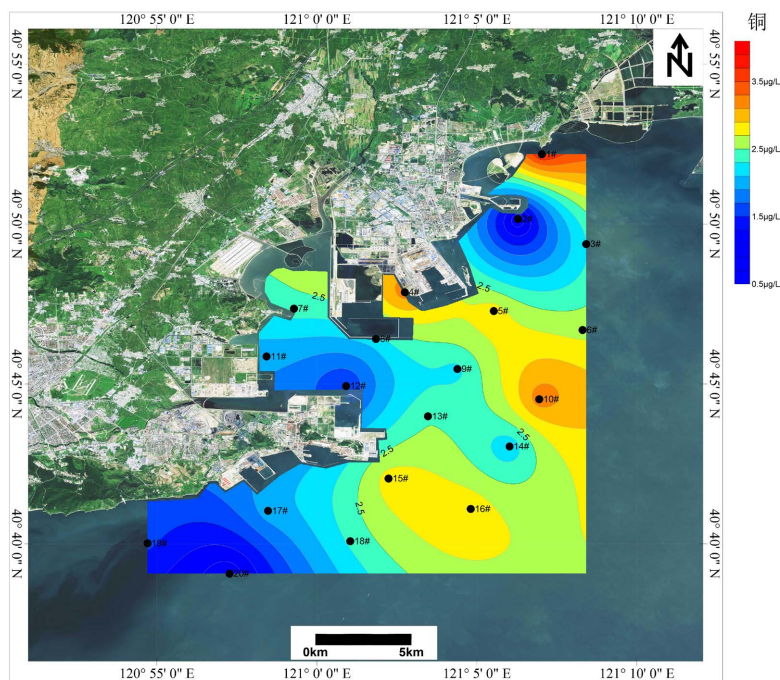 120° 55' 0" E
121° 0' 0" E
121° 5' 0" E
121° 10' 0" E
铜
40° 55' 0" N
40° 55' 0" N
N
3.5μg/L
2.5μg/L
1.5μg/L
0.5μg/L
1#
2#
3#
40° 50' 0" N
40° 50' 0" N
2.5
2.5
4#
7#
5#
6#
8#
11#
9#
40° 45' 0" N
40° 45' 0" N
12#
10#
13#
2.5
2.5
14#
15#
2.5
17#
16#
18#
40° 40' 0" N
40° 40' 0" N
20#
0km
5km
120° 55' 0" E
121° 0' 0" E
121° 5' 0" E
121° 10' 0" E